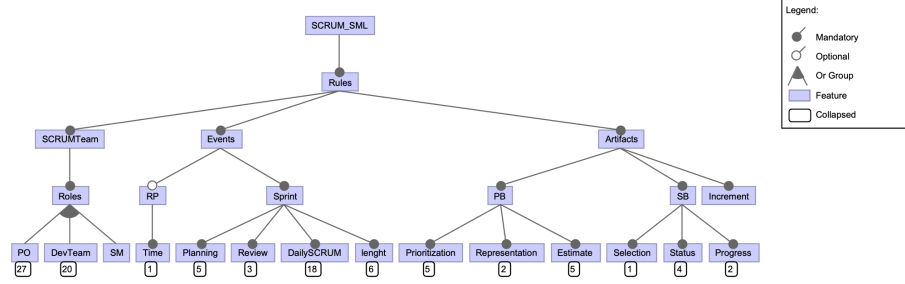 SCRUM_SML
Legend:
Mandatory
Optional
Or Group
Feature
Collapsed
Rules
SCRUMTeam
Events
Artifacts
Roles
RP
Sprint
PB
SB
Increment
PO
DevTeam
SM
Time
Planning
Review
DailySCRUM
lenght
Prioritization
Representation
Estimate
Selection
Status
Progress
27
20
1
5
3
18
6
5
2
5
1
4
2